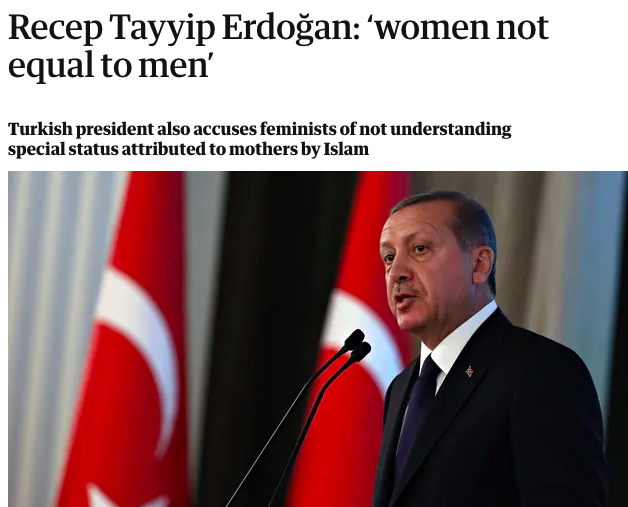 Recep Tayyip Erdoğan: ‘women not
equal to men’
Turkish president also accuses feminists of not understanding
special status attributed to mothers by Islam